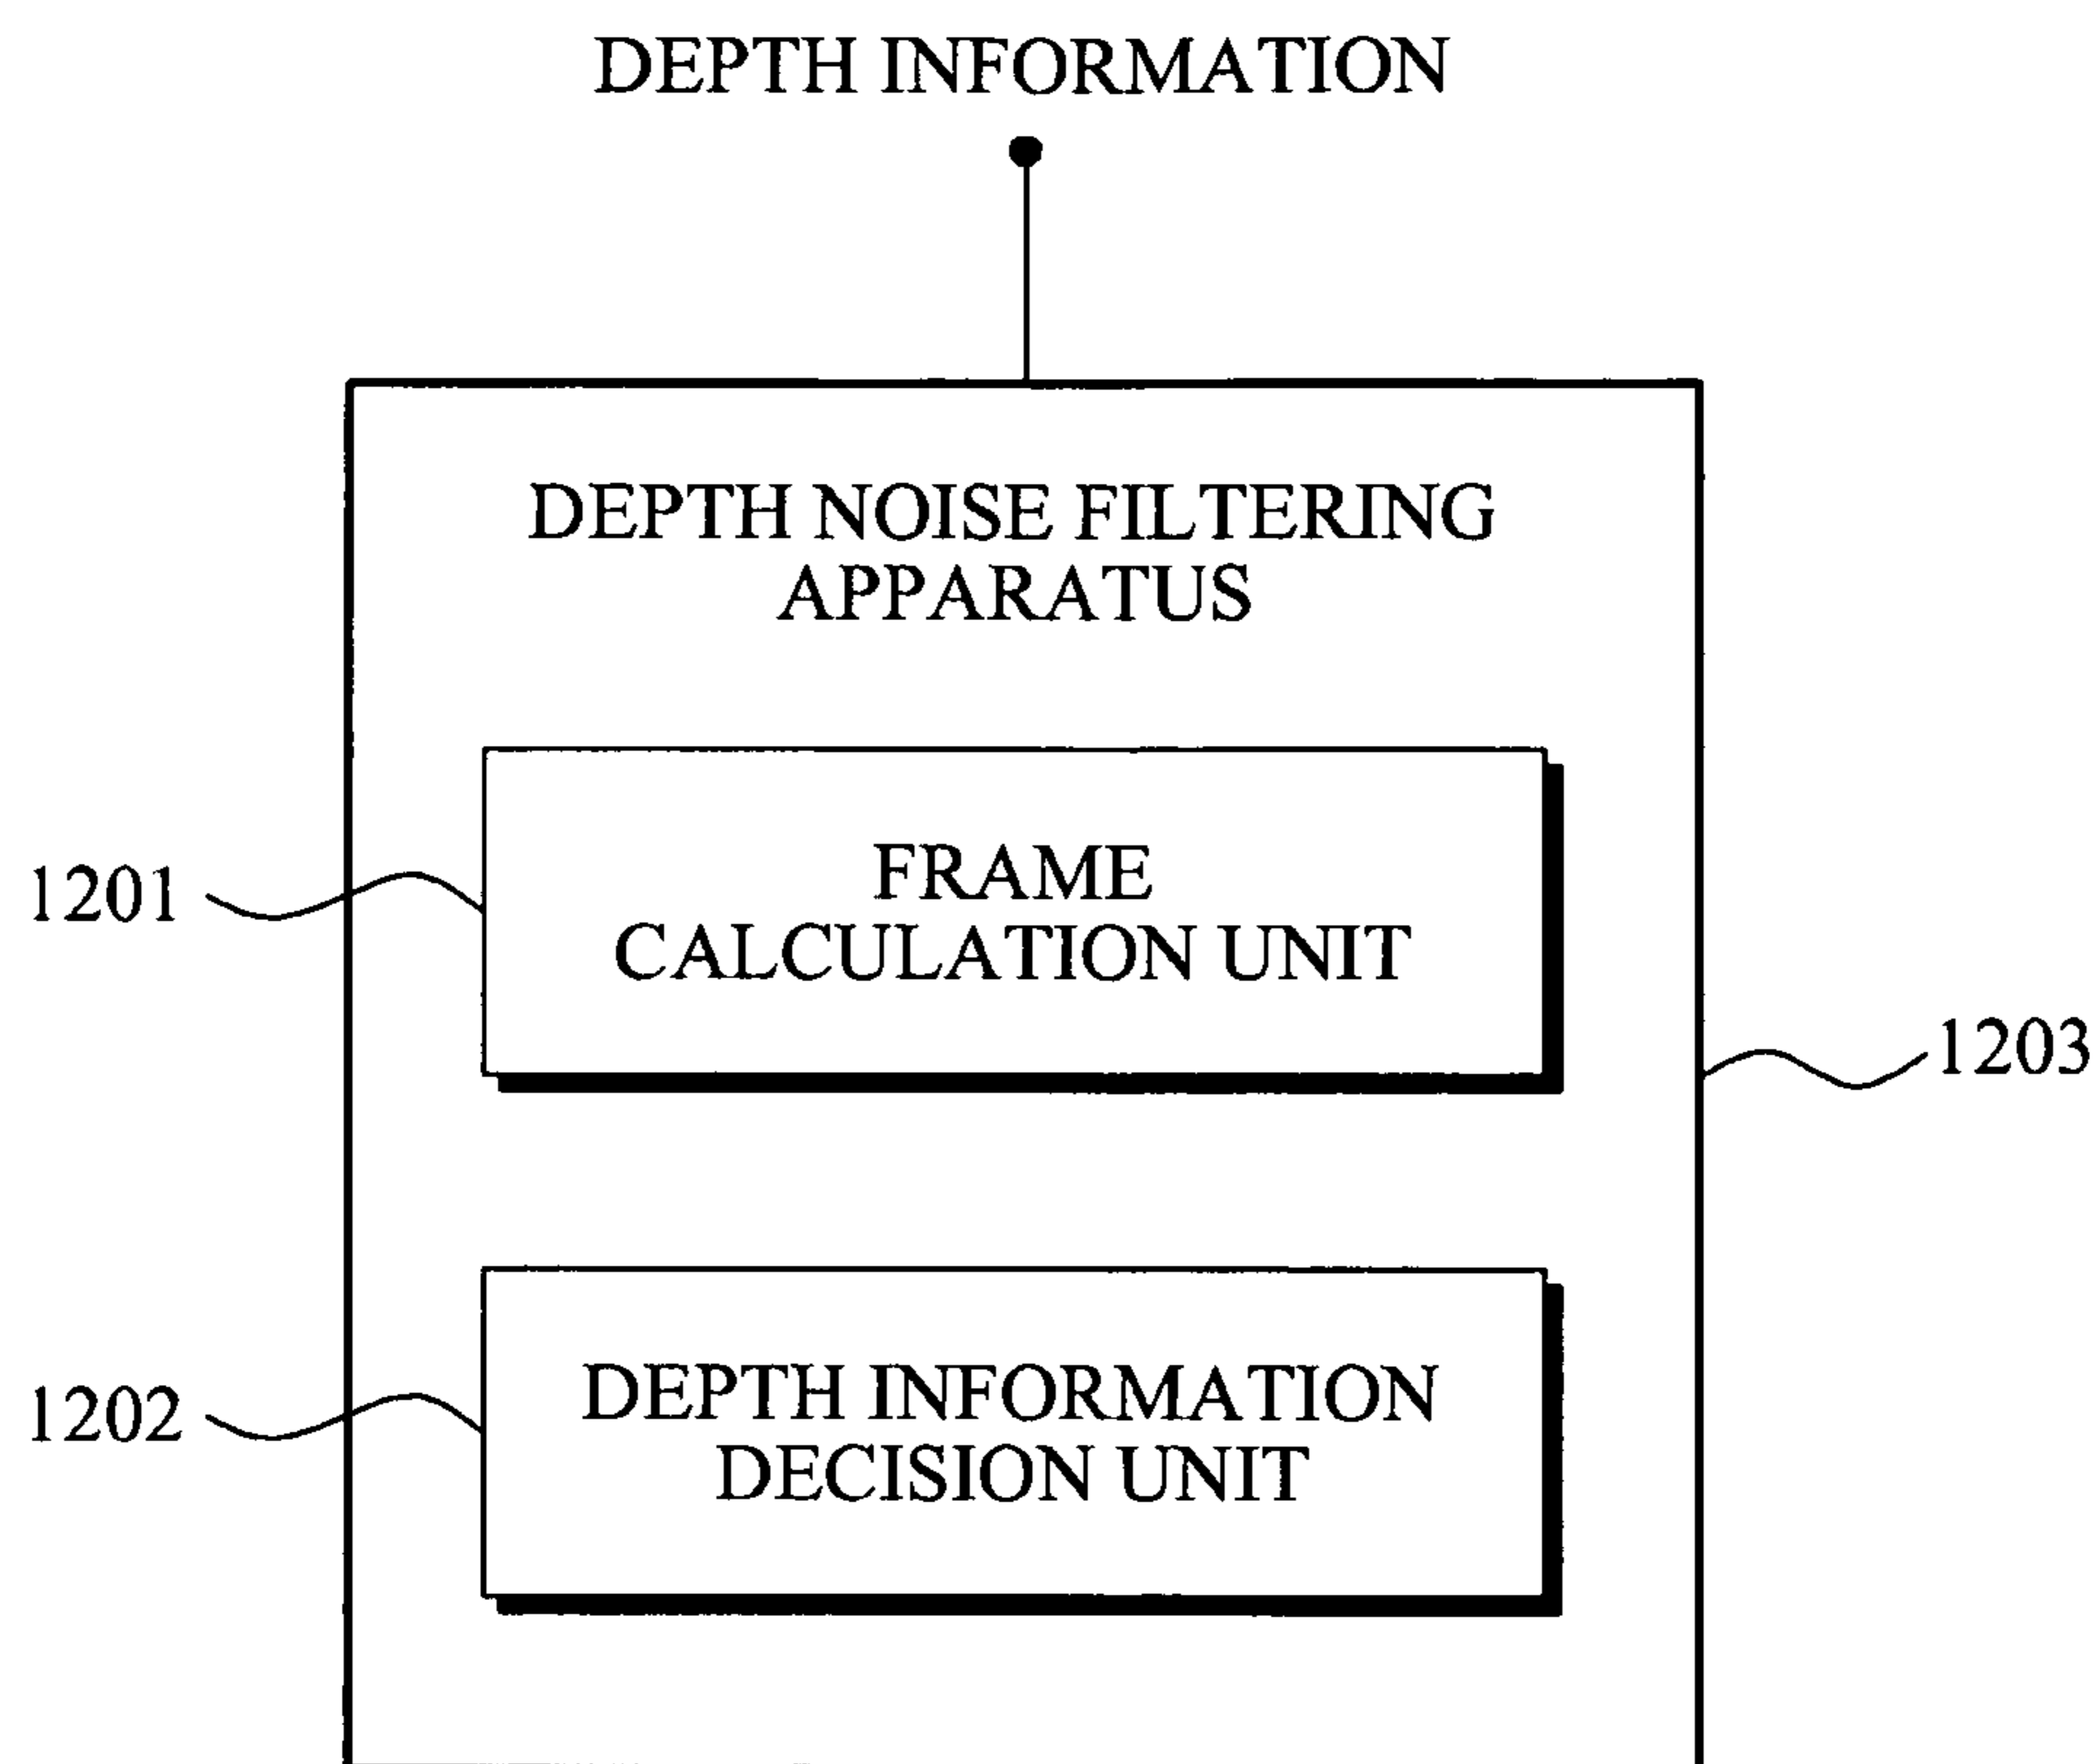 DEPTH INFORMATION
DEPTH NOISE FILTERING
APPARATUS
FRAME
CALCULATION UNIT
1201
1203
DEPTH INFORMATION
DECISION UNIT
1202